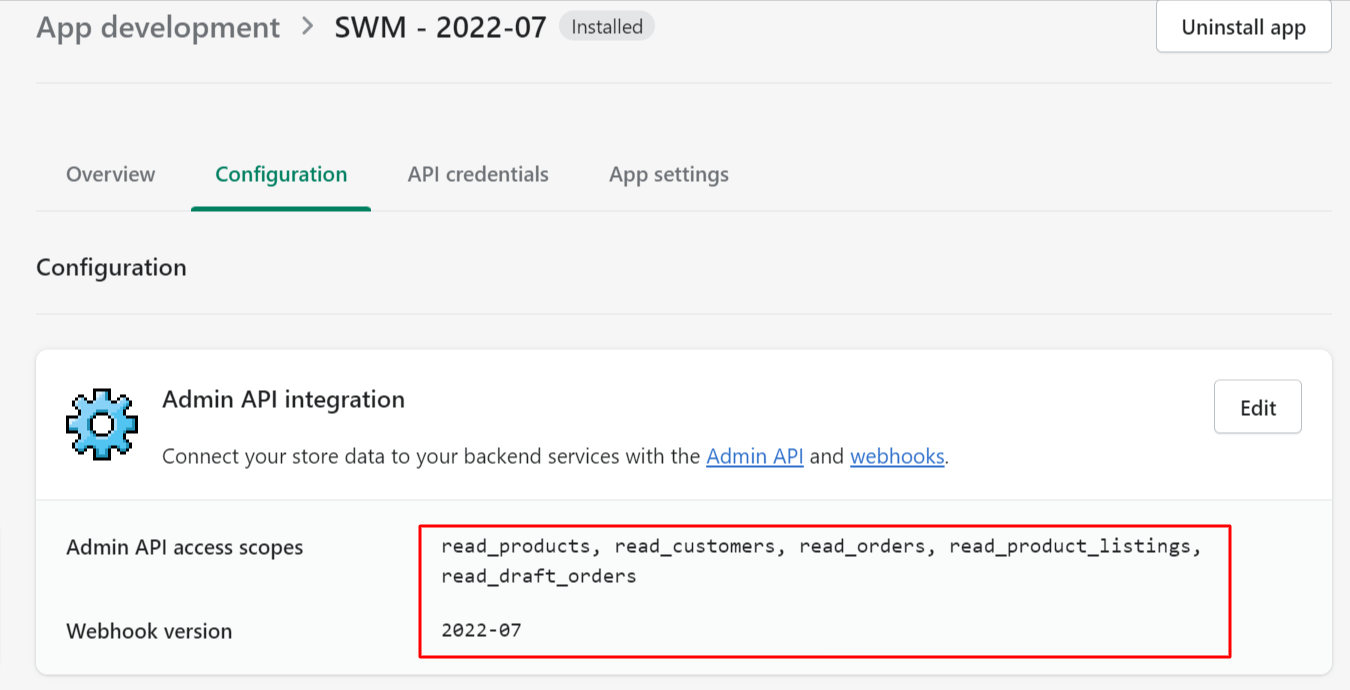 App development > SWM - 2022-07 Installed Uninstall app
Overview Configuration API credentials App settings
Configuration
Admin API integration
Edit
Connect your store data to your backend services with the Admin API and webhooks.
Admin API access scopes read_products, read_customers, read_orders, read_product_listings,
read_draft_orders
Webhook version 2022-07